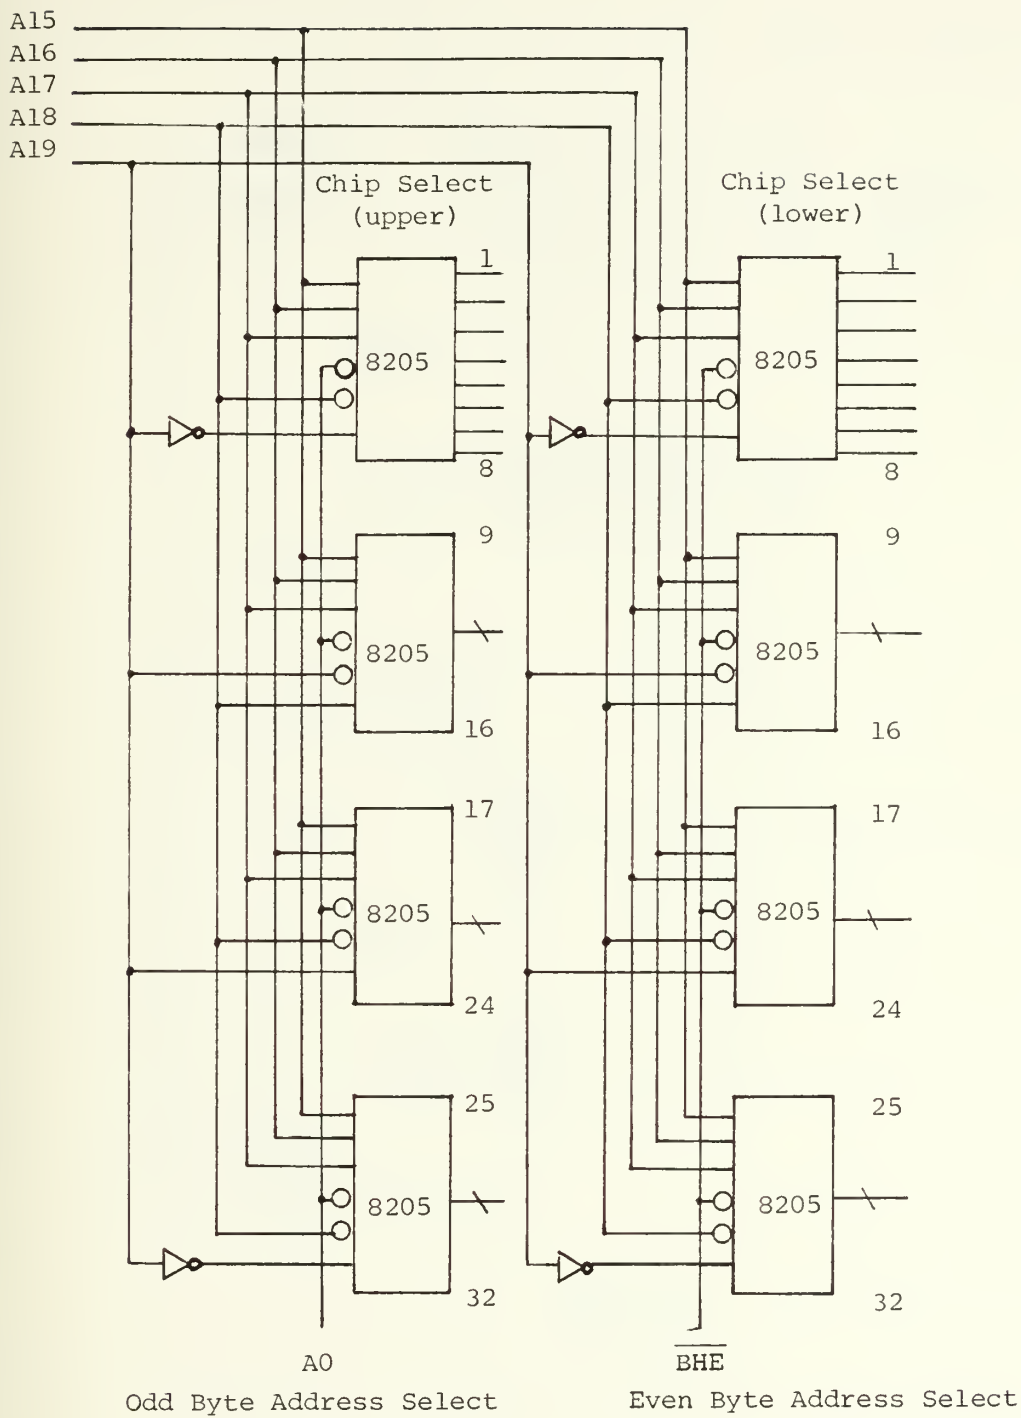 A15
A16
A17
A18
A19
Chip Select
(upper)
Chip Select
(lower)
1
8205
8
1
8205
8
9
8205
16
9
8205
16
17
8205
24
17
8205
24
25
8205
32
25
8205
32
A0
B̅H̅E̅
Odd Byte Address Select
Even Byte Address Select